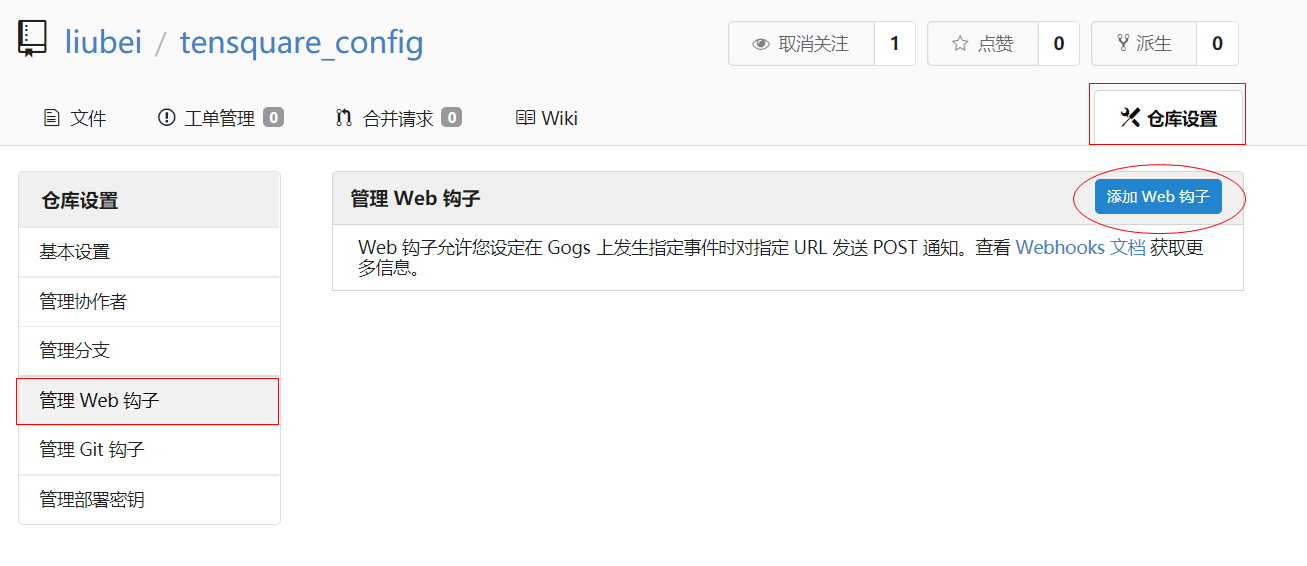 liubei / tensquare_config
取消关注 1
点赞 0
派生 0
文件
工单管理 0
合并请求 0
Wiki
仓库设置
仓库设置
基本设置
管理协作者
管理分支
管理 Web 钩子
管理 Git 钩子
管理部署密钥
管理 Web 钩子
添加 Web 钩子
Web 钩子允许您设定在 Gogs 上发生指定事件时对指定 URL 发送 POST 通知。查看 Webhooks 文档 获取更
多信息。